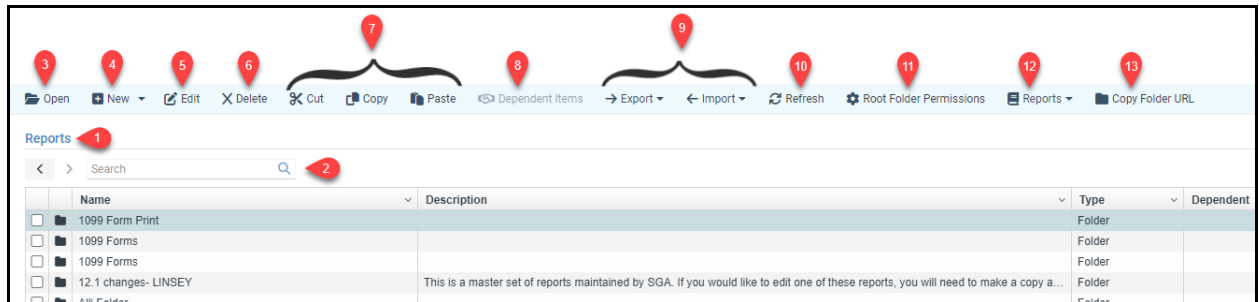 7 9
3 4 5 6 8 10 11 12 13
Open New Edit Delete Cut Copy Paste Dependent Items Export Import Refresh Root Folder Permissions Reports Copy Folder URL
Reports 1
Search 2
Name Description Type Dependent
1099 Form Print Folder
1099 Forms Folder
1099 Forms Folder
12.1 changes- LINSEY This is a master set of reports maintained by SGA. If you would like to edit one of these reports, you will need to make a copy a... Folder
Alli Folder Folder